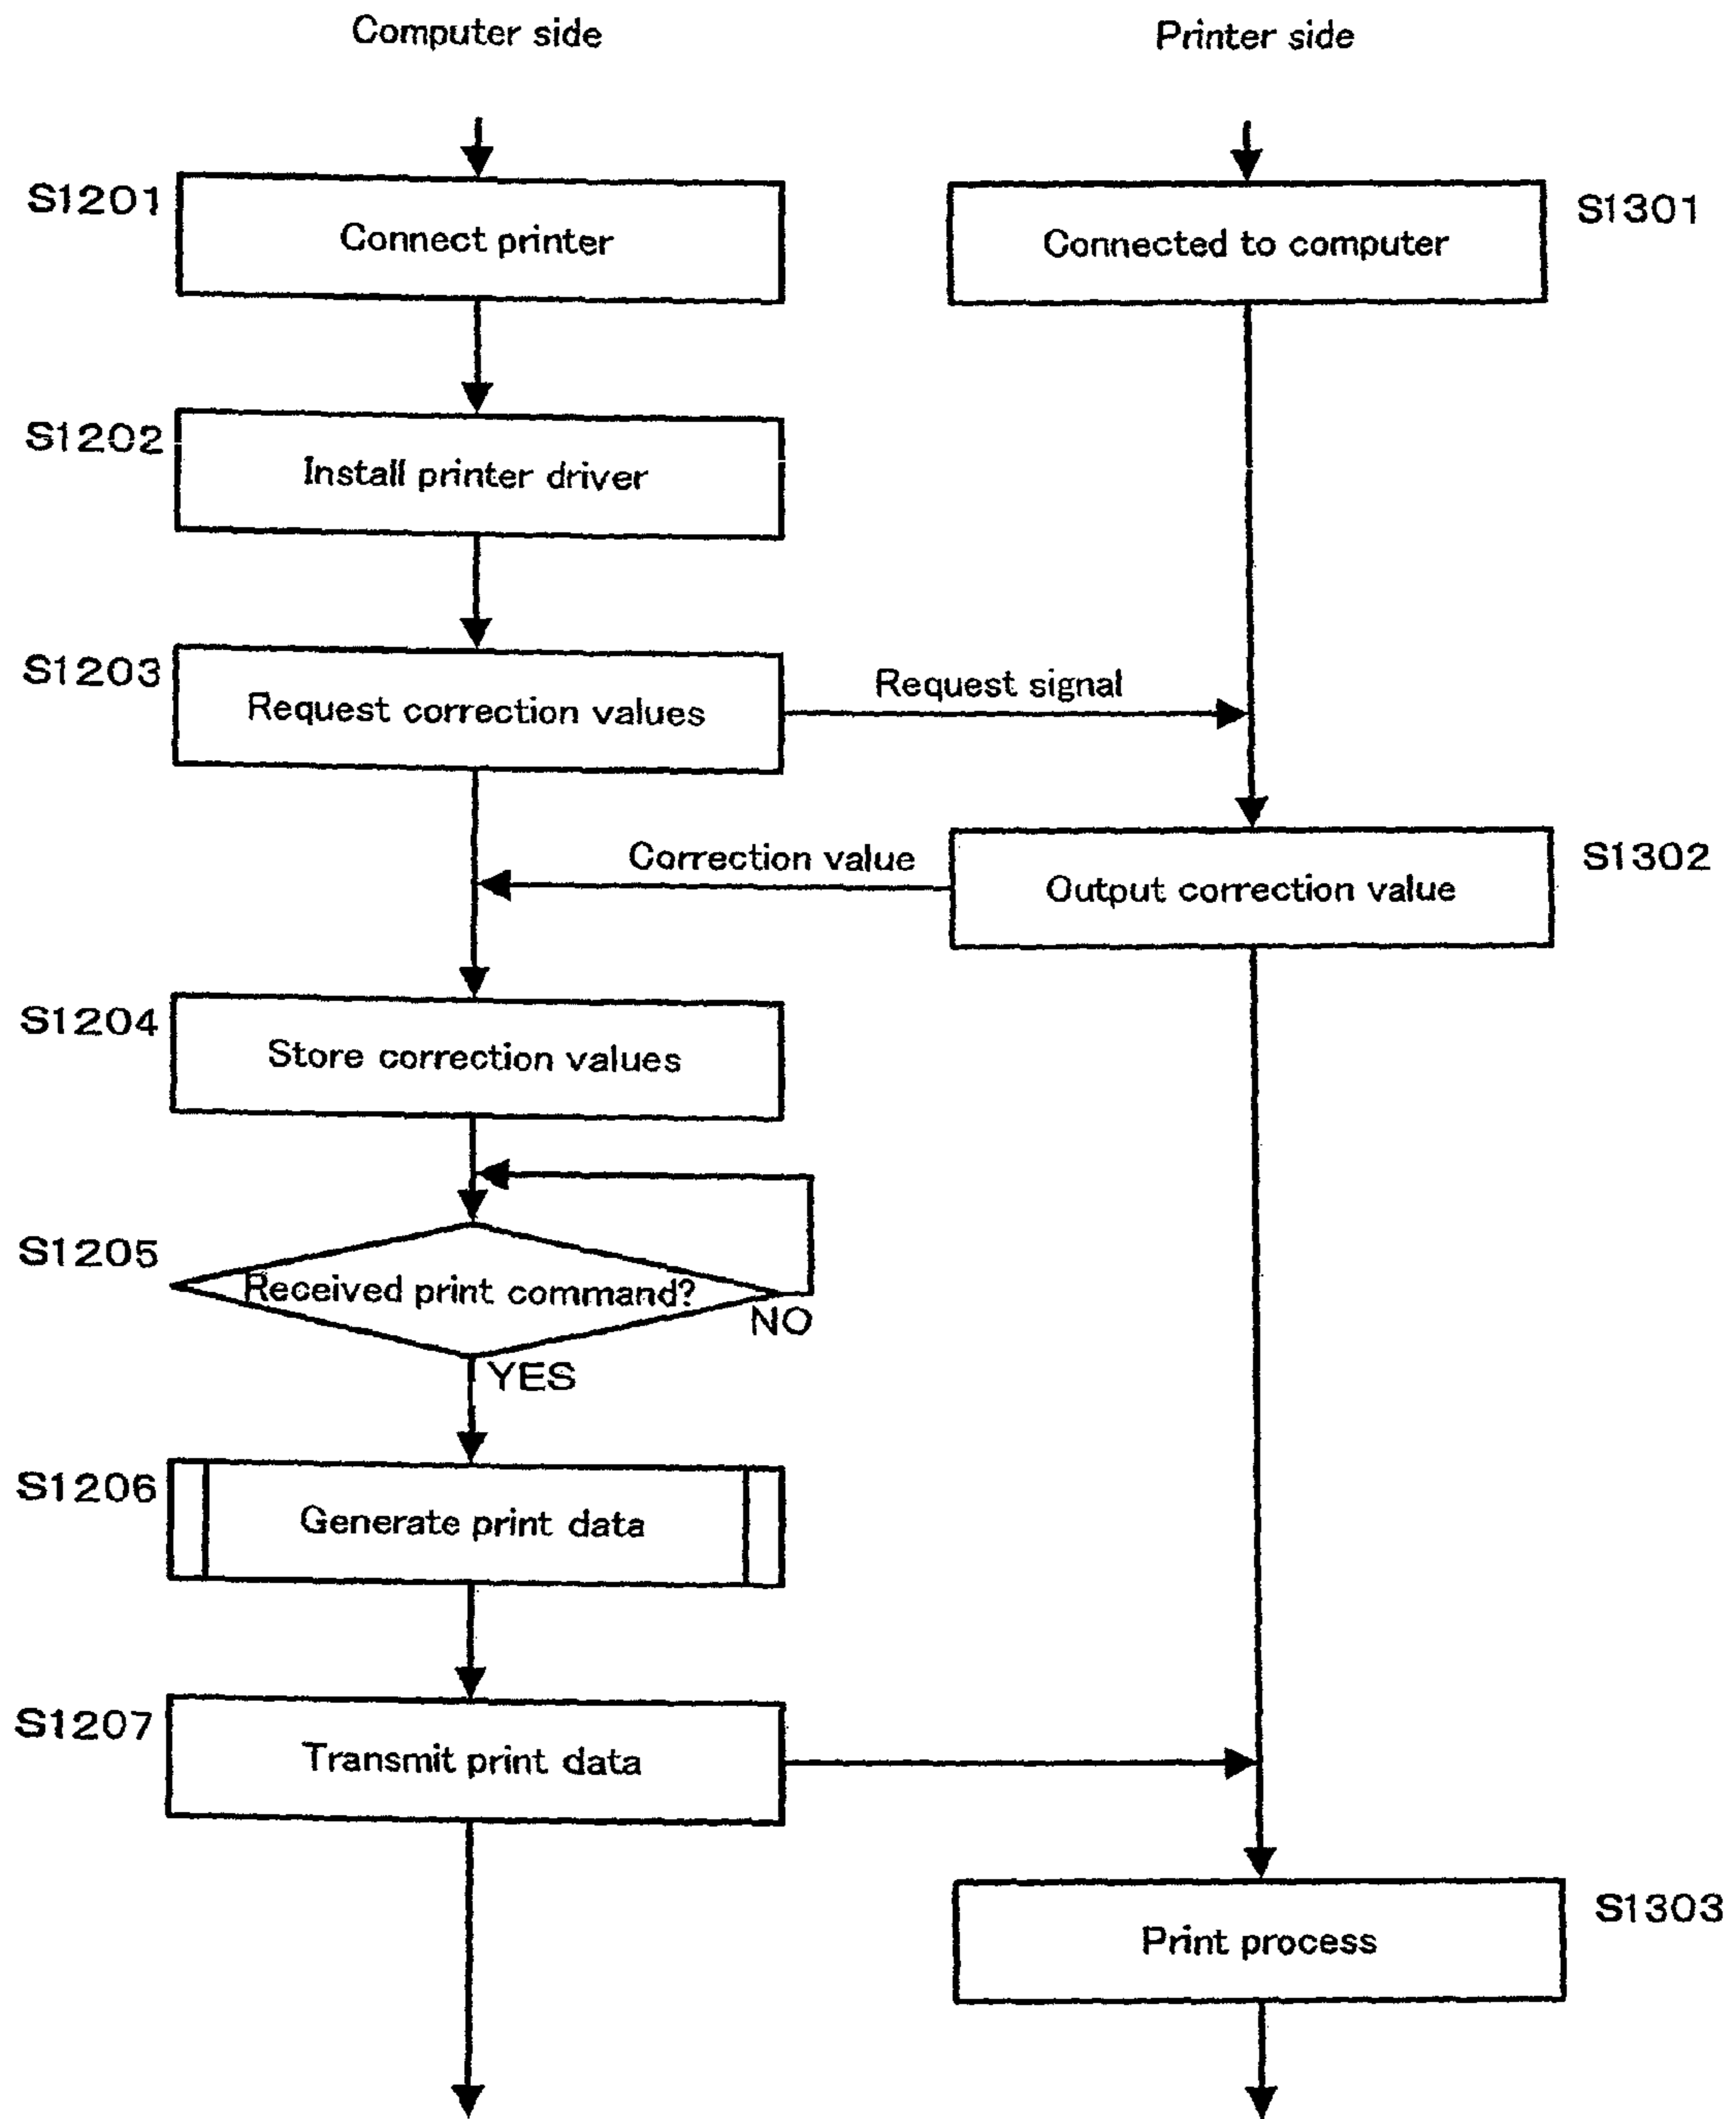 Computer side
Printer side
S1201
Connect printer
Connected to computer
S1301
S1202
Install printer driver
S1203
Request correction values
Request signal
Correction value
Output correction value
S1302
S1204
Store correction values
S1205
Received print command?
NO
YES
S1206
Generate print data
S1207
Transmit print data
Print process
S1303